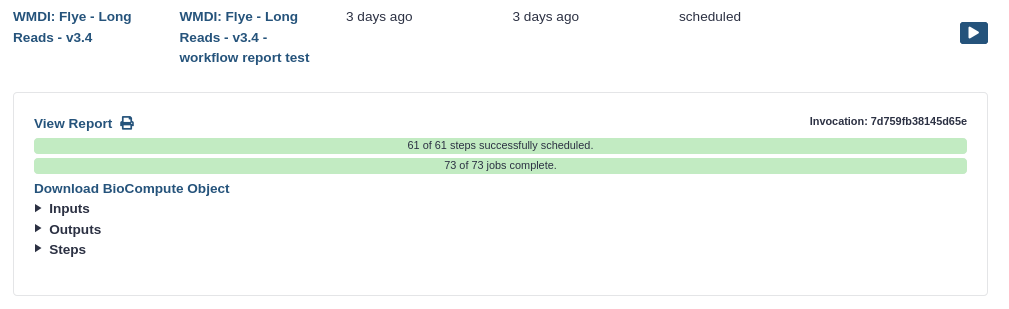 WMDI: Flye - Long Reads - v3.4
WMDI: Flye - Long Reads - v3.4 - workflow report test
3 days ago
3 days ago
scheduled
View Report
Invocation: 7d759fb38145d65e
61 of 61 steps successfully scheduled.
73 of 73 jobs complete.
Download BioCompute Object
Inputs
Outputs
Steps